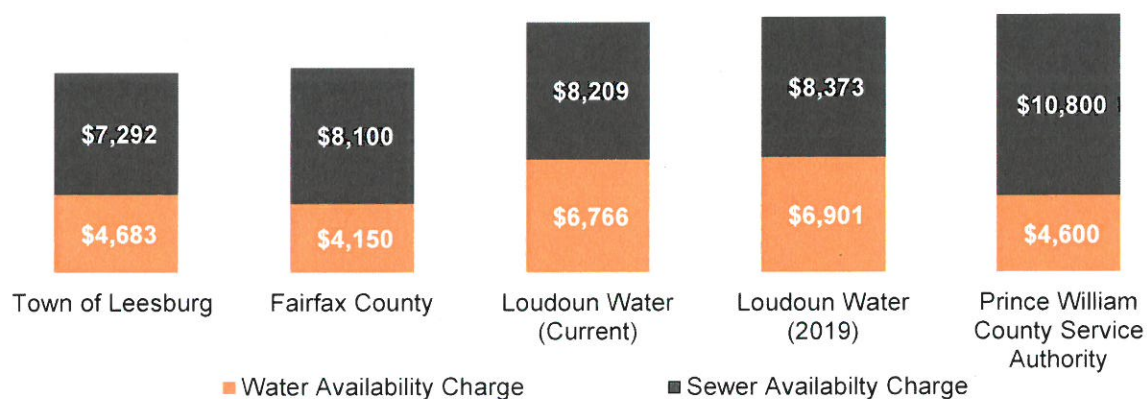 $7,292
$4,683
Town of Leesburg
$8,100
$4,150
Fairfax County
$8,209
$6,766
Loudoun Water
(Current)
$8,373
$6,901
Loudoun Water
(2019)
$10,800
$4,600
Prince William
County Service
Authority
Water Availability Charge
Sewer Availabilty Charge